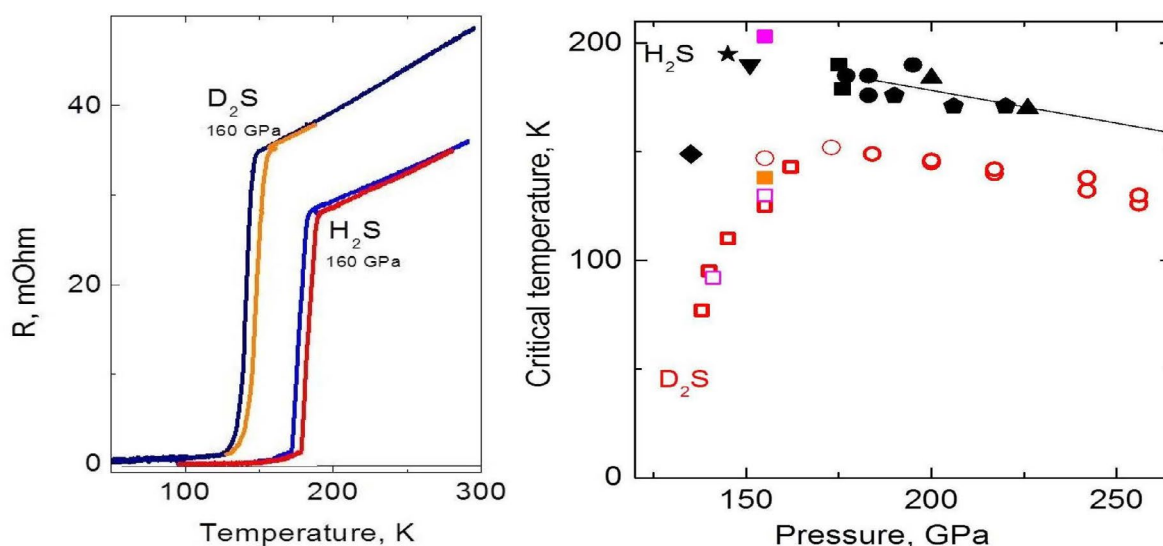 R, mOhm
40
20
0
D₂S
160 GPa
H₂S
160 GPa
100
200
300
Temperature, K
Critical temperature, K
200
100
0
H₂S
D₂S
150
200
250
Pressure, GPa